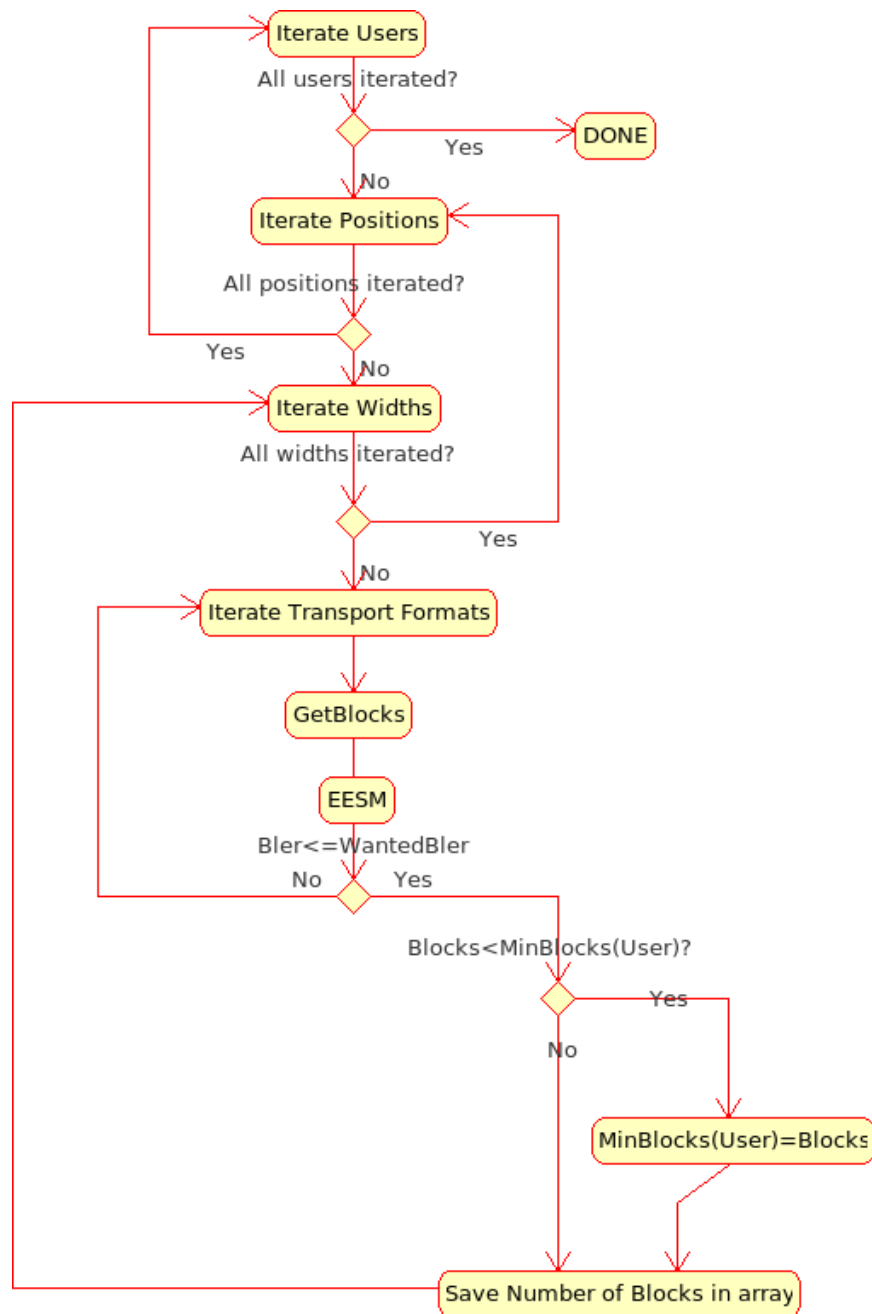 Iterate Users
All users iterated?
Yes
DONE
No
Iterate Positions
All positions iterated?
Yes
No
Iterate Widths
All widths iterated?
Yes
No
Iterate Transport Formats
GetBlocks
EESM
Bler<=WantedBler
No
Yes
Blocks<MinBlocks(User)?
Yes
No
MinBlocks(User)=Blocks
Save Number of Blocks in array